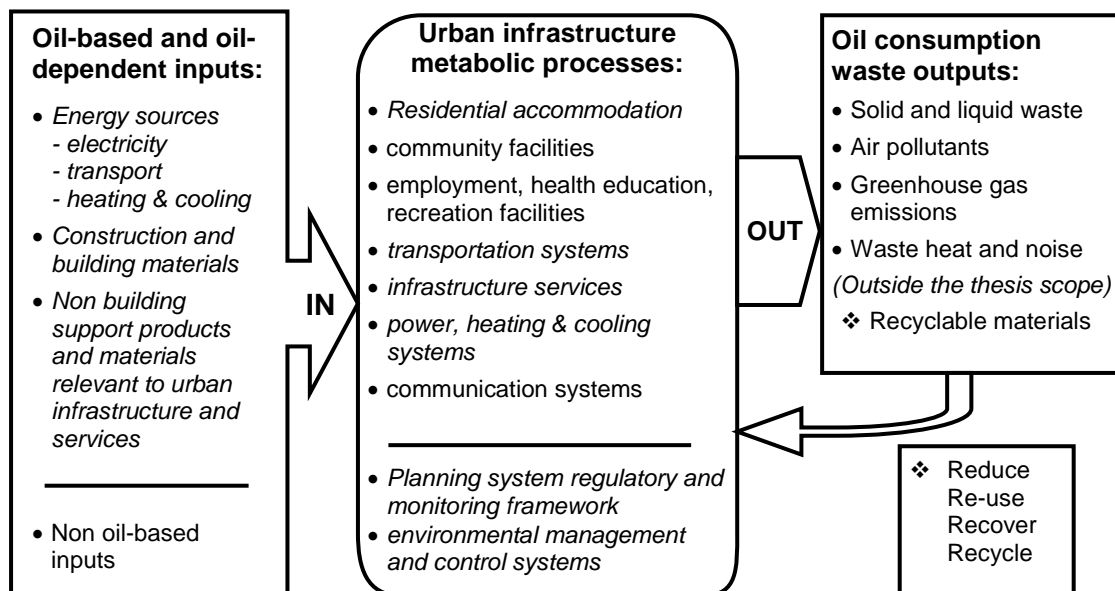 Oil-based and oil-
dependent inputs:
• Energy sources
- electricity
- transport
- heating & cooling
• Construction and
building materials
• Non building
support products
and materials
relevant to urban
infrastructure and
services
• Non oil-based
inputs
IN
Urban infrastructure
metabolic processes:
• Residential accommodation
• community facilities
• employment, health education,
recreation facilities
• transportation systems
• infrastructure services
• power, heating & cooling
systems
• communication systems
• Planning system regulatory and
monitoring framework
• environmental management
and control systems
OUT
Oil consumption
waste outputs:
• Solid and liquid waste
• Air pollutants
• Greenhouse gas
emissions
• Waste heat and noise
(Outside the thesis scope)
❖ Recyclable materials
❖ Reduce
Re-use
Recover
Recycle